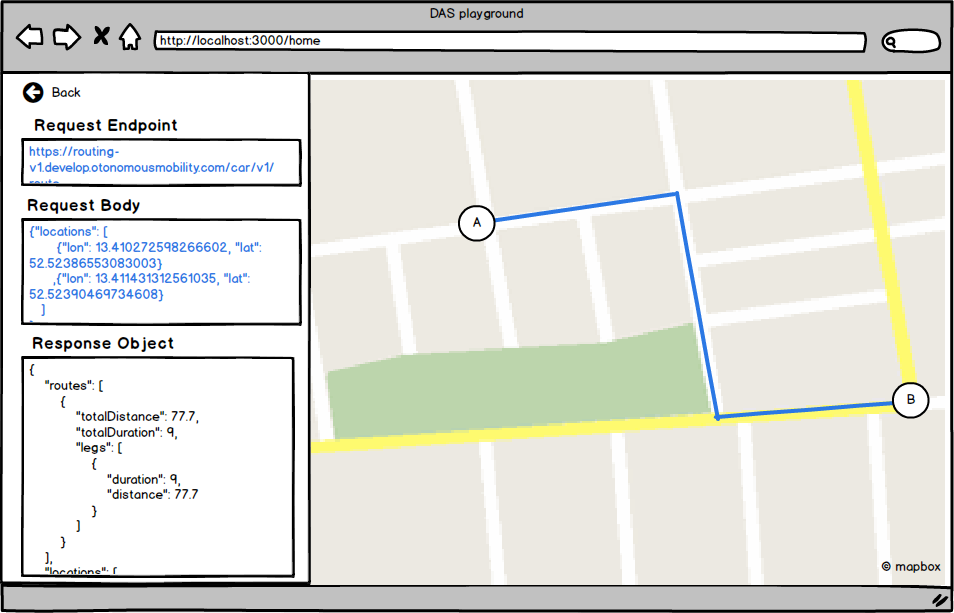 DAS playground
http://localhost:3000/home
Back
Request Endpoint
https://routing-
v1.develop.otonomousmobility.com/car/v1/
route
Request Body
{"locations": [
{"lon": 13.410272598266602, "lat":
52.52386553083003}
,{"lon": 13.411431312561035, "lat":
52.52390469734608}
]
Response Object
{
"routes": [
{
"totalDistance": 77.7,
"totalDuration": 9,
"legs": [
{
"duration": 9,
"distance": 77.7
}
]
}
],
"locations": [
A
B
© mapbox